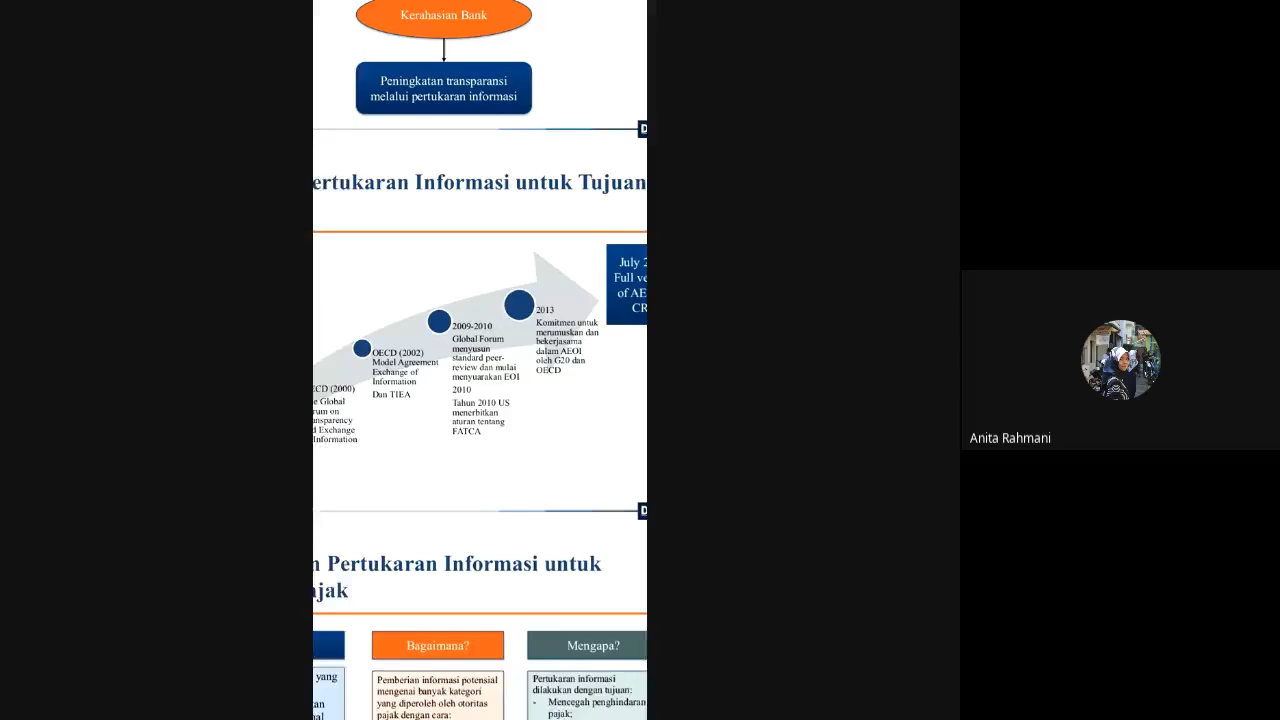 Kerahasian Bank
Peningkatan transparansi
melalui pertukaran informasi
D
ertukaran Informasi untuk Tujuan
July 2
Full ve
of AE
CR
2013
Komitmen untuk
merumuskan dan
bekerjasama
dalam AEOI
oleh G20 dan
OECD
2009-2010
Global Forum
menyusun
standard peer-
review dan mulai
menyuarakan EOI
2010
Tahun 2010 US
menerbitkan
aturan tentang
FATCA
OECD (2002)
Model Agreement
Exchange of
Information
Dan TIEA
ECD (2000)
e Global
rum on
ansparency
d Exchange
Information
D
n Pertukaran Informasi untuk
ajak
Bagaimana?
Mengapa?
yang
an
al
Pemberian informasi potensial
mengenai banyak kategori
yang diperoleh oleh otoritas
pajak dengan cara:
Pertukaran informasi
dilakukan dengan tujuan:
- Mencegah penghindaran
pajak;
Anita Rahmani